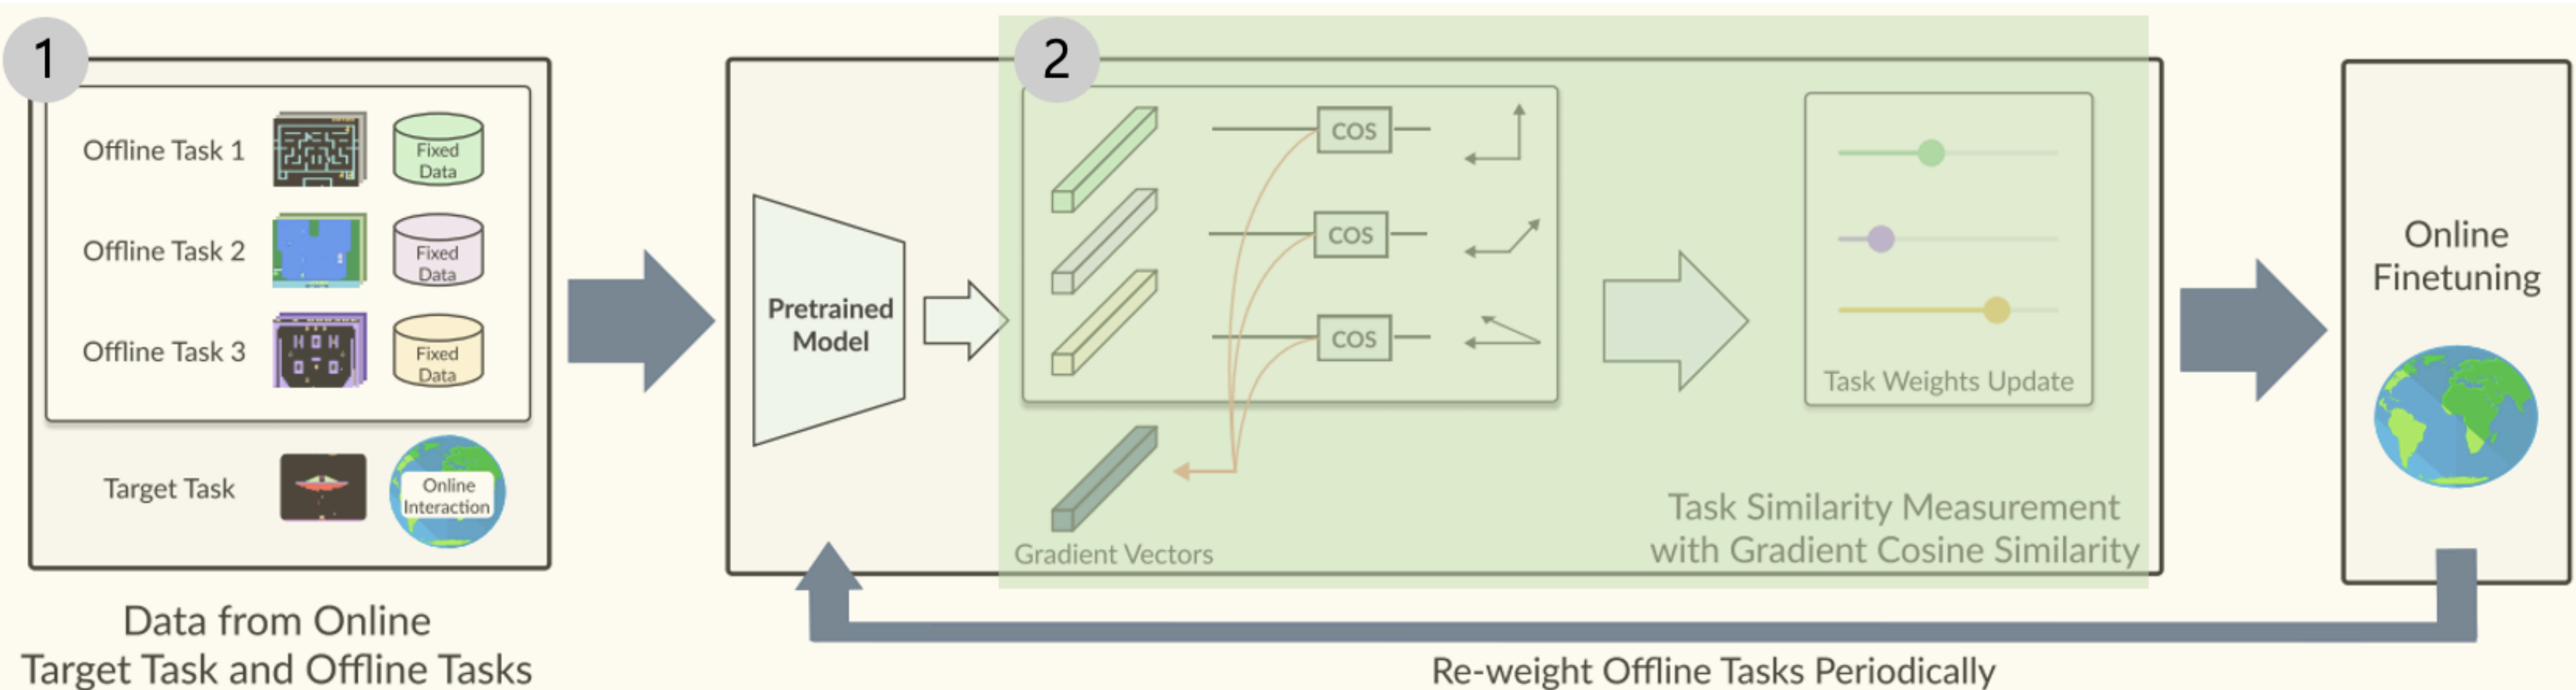 1
Offline Task 1
Fixed
Data
Offline Task 2
Fixed
Data
Offline Task 3
Fixed
Data
Target Task
Online
Interaction
Data from Online
Target Task and Offline Tasks
Pretrained
Model
2
COS
COS
COS
Gradient Vectors
Task Weights Update
Task Similarity Measurement
with Gradient Cosine Similarity
Online
Finetuning
Re-weight Offline Tasks Periodically